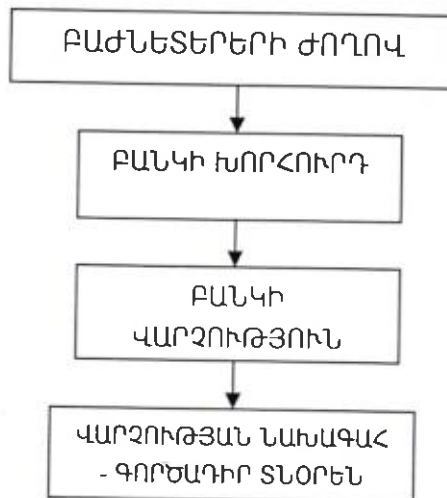 ԲԱԺՆԵՏԵՐԵՐԻ ԺՈՂՈՎ
ԲԱՆԿԻ ԽՈՐՀՈՒՐԴ
ԲԱՆԿԻ
ՎԱՐՉՈՒԹՅՈՒՆ
ՎԱՐՉՈՒԹՅԱՆ ՆԱԽԱԳԱՀ
- ԳՈՐԾԱԴԻՐ ՏՆՕՐԵՆ